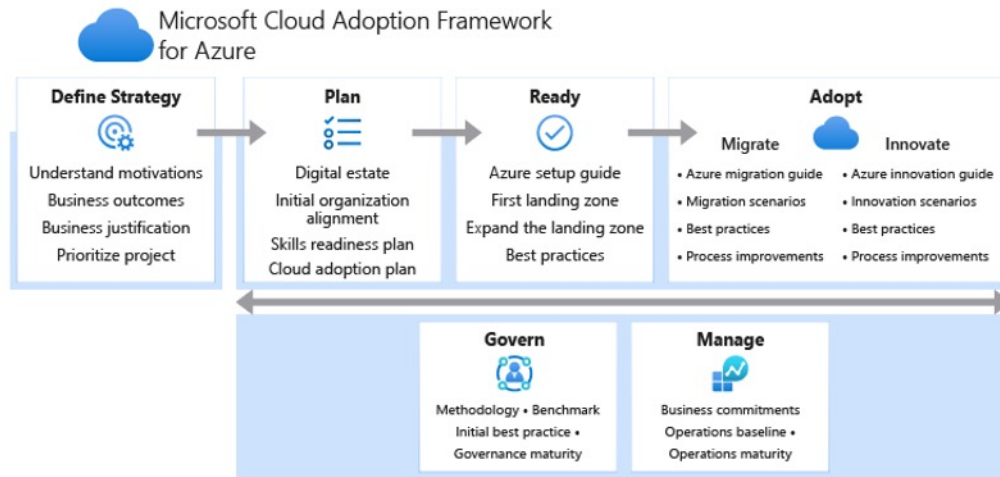 Microsoft Cloud Adoption Framework
for Azure
Define Strategy
Understand motivations
Business outcomes
Business justification
Prioritize project
Plan
Digital estate
Initial organization
alignment
Skills readiness plan
Cloud adoption plan
Ready
Azure setup guide
First landing zone
Expand the landing zone
Best practices
Adopt
Migrate
• Azure migration guide
• Migration scenarios
• Best practices
• Process improvements
Innovate
• Azure innovation guide
• Innovation scenarios
• Best practices
• Process improvements
Govern
Methodology • Benchmark
Initial best practice •
Governance maturity
Manage
Business commitments
Operations baseline •
Operations maturity